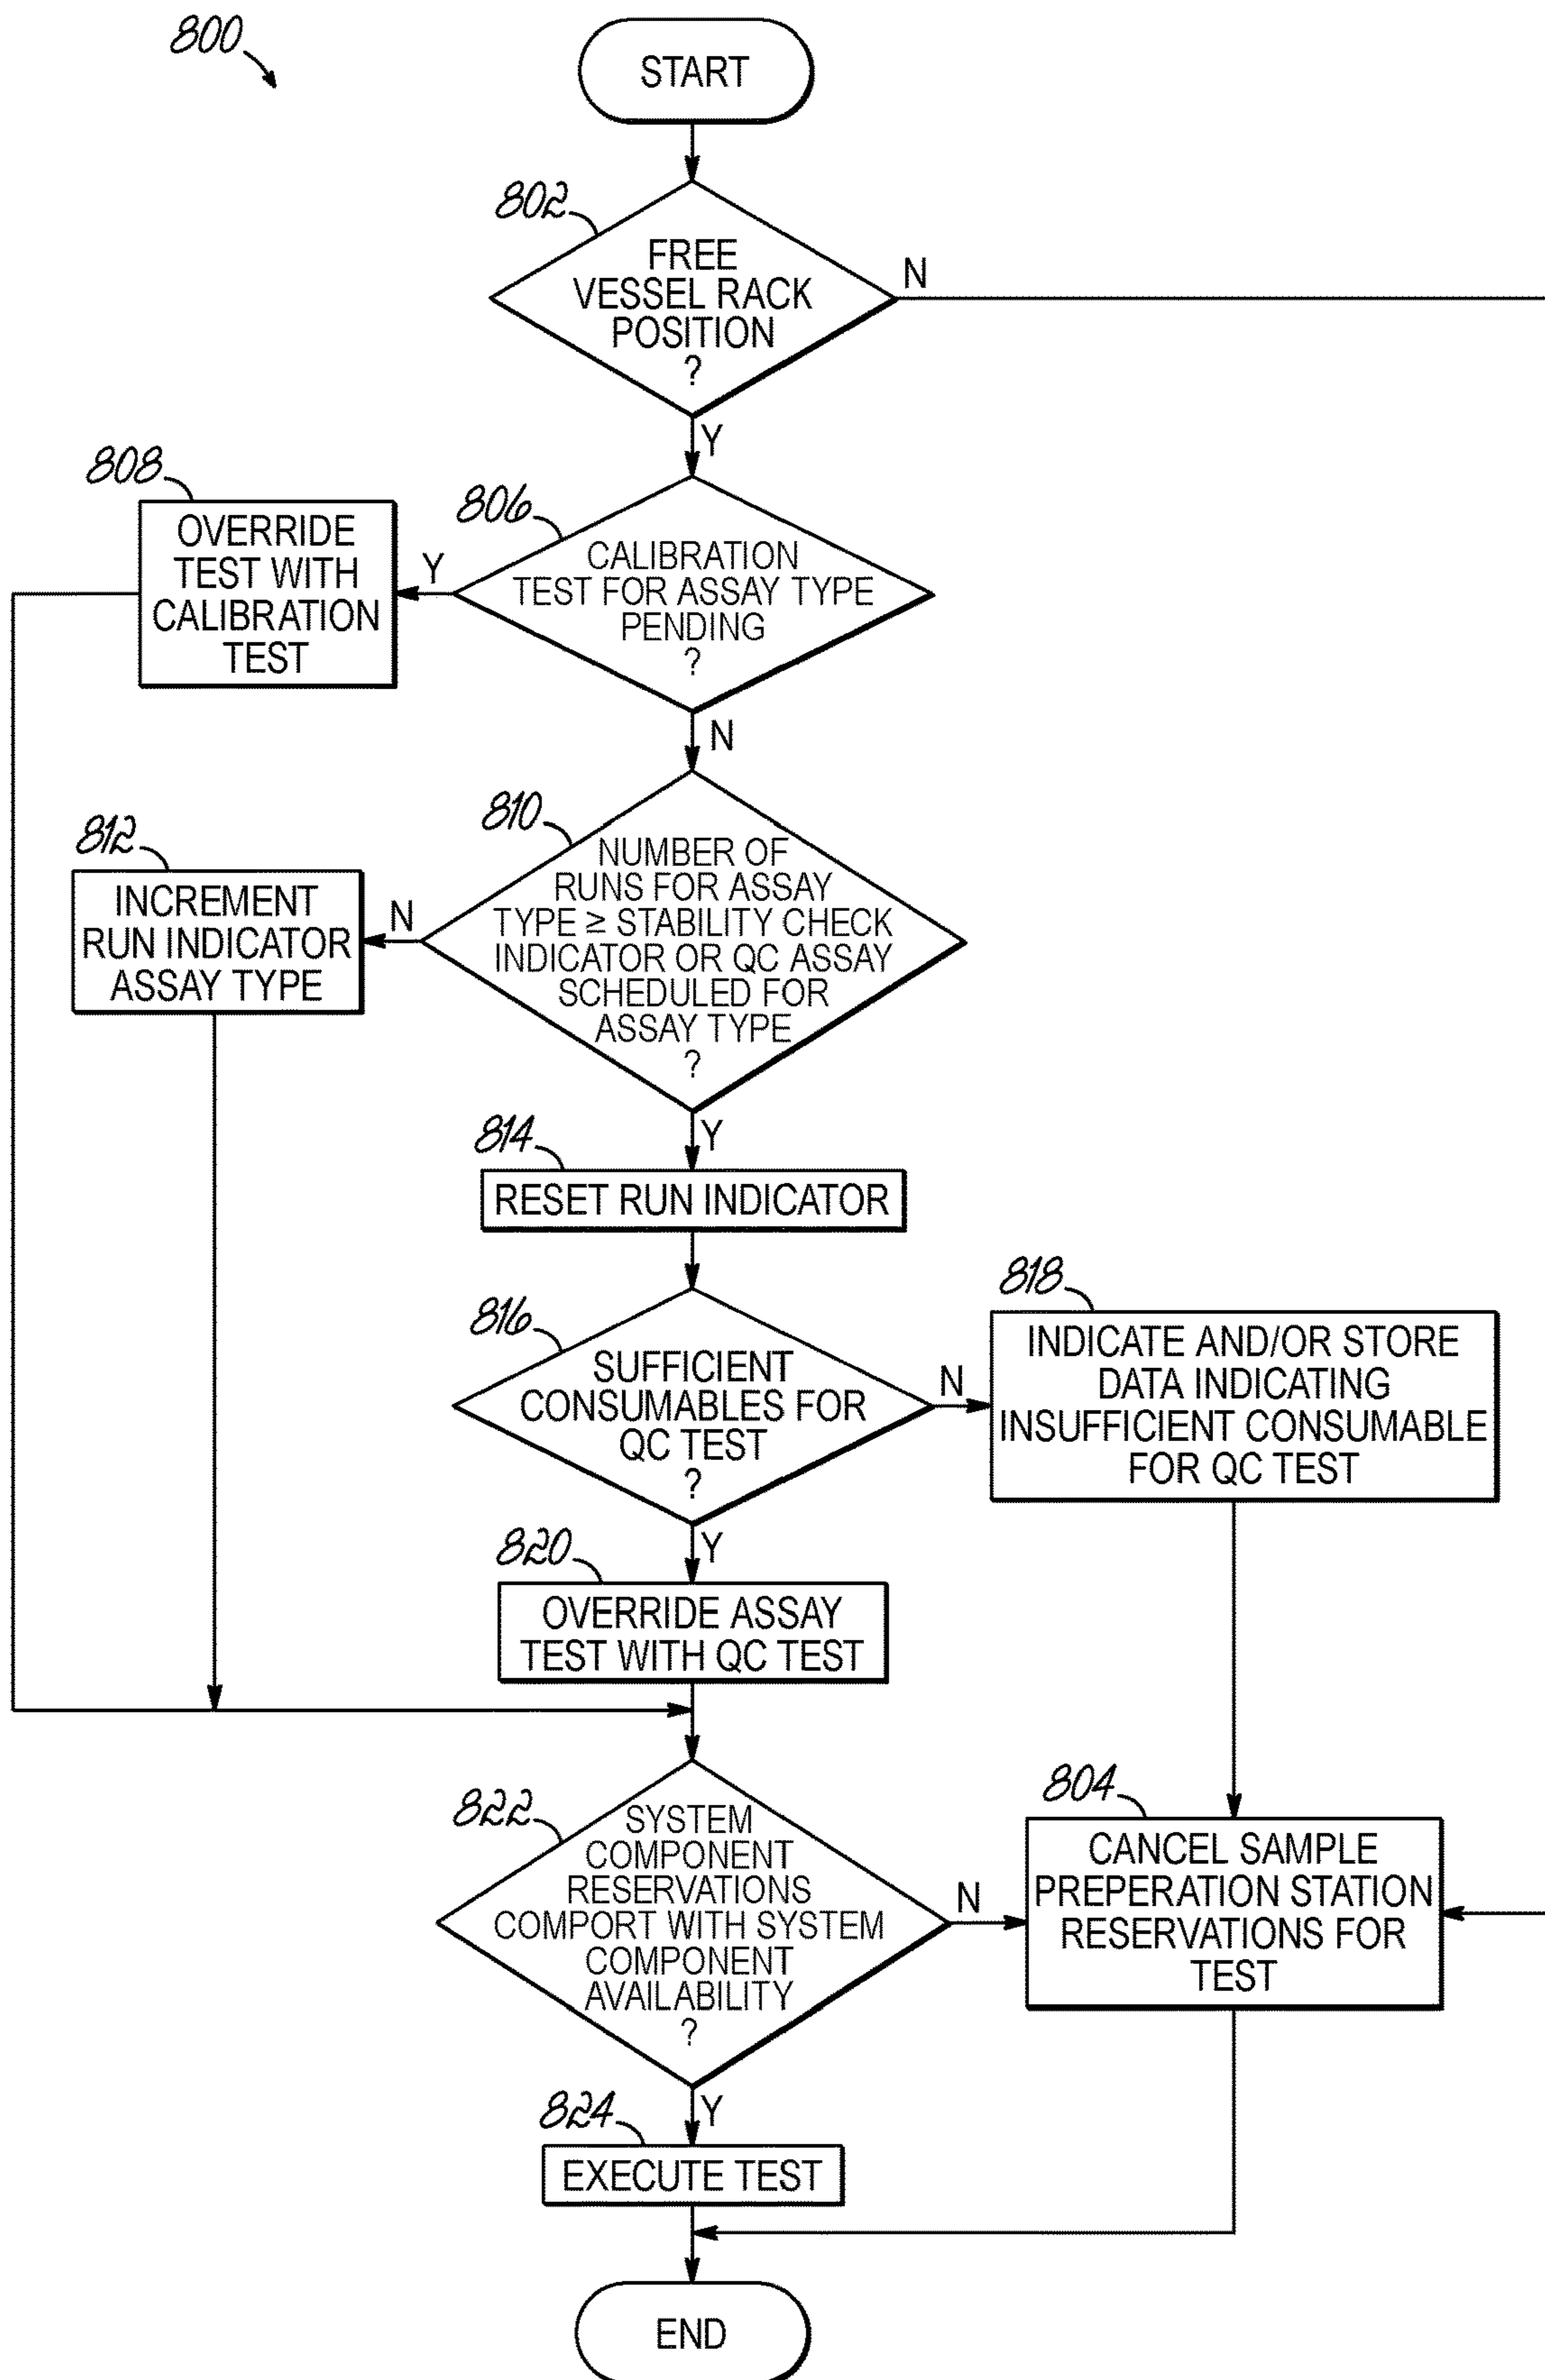 800
START
802
FREE
VESSEL RACK
POSITION
?
N
Y
808
OVERRIDE
TEST WITH
CALIBRATION
TEST
Y
806
CALIBRATION
TEST FOR ASSAY TYPE
PENDING
?
N
812
INCREMENT
RUN INDICATOR
ASSAY TYPE
N
810
NUMBER OF
RUNS FOR ASSAY
TYPE ≥ STABILITY CHECK
INDICATOR OR QC ASSAY
SCHEDULED FOR
ASSAY TYPE
?
Y
814
RESET RUN INDICATOR
816
SUFFICIENT
CONSUMABLES FOR
QC TEST
?
N
818
INDICATE AND/OR STORE
DATA INDICATING
INSUFFICIENT CONSUMABLE
FOR QC TEST
Y
820
OVERRIDE ASSAY
TEST WITH QC TEST
822
SYSTEM
COMPONENT
RESERVATIONS
COMPORT WITH SYSTEM
COMPONENT
AVAILABILITY
?
N
804
CANCEL SAMPLE
PREPERATION STATION
RESERVATIONS FOR
TEST
Y
824
EXECUTE TEST
END